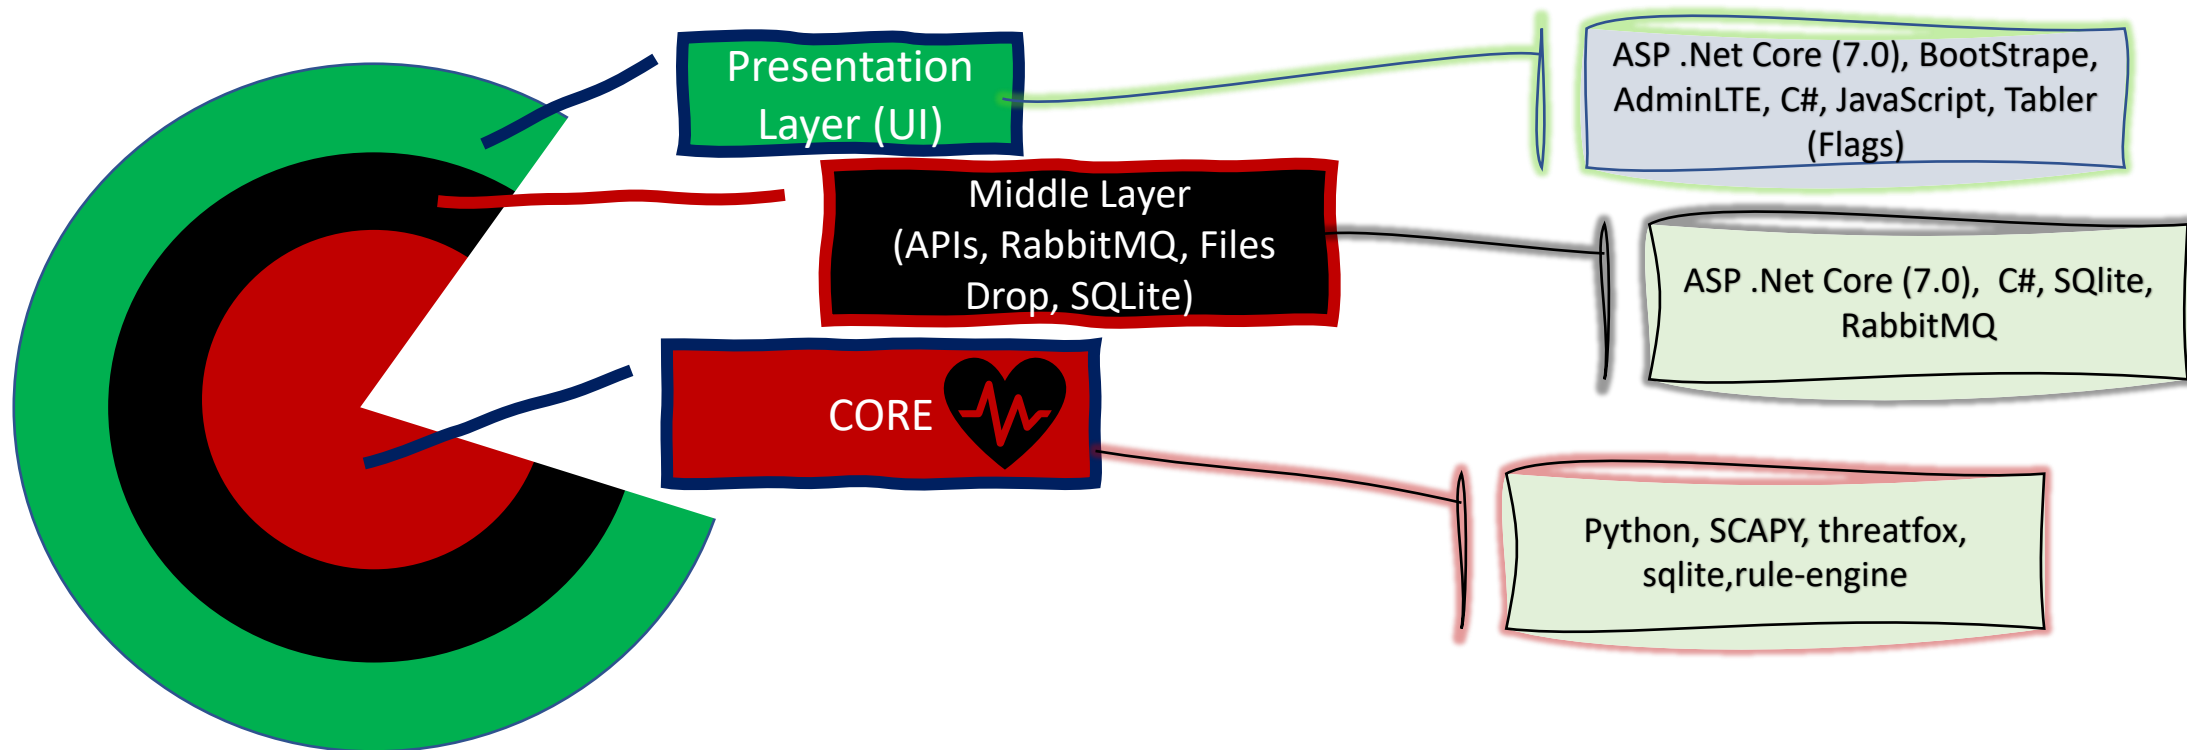 Presentation
Layer (UI)
ASP .Net Core (7.0), BootStrape,
AdminLTE, C#, JavaScript, Tabler
(Flags)
Middle Layer
(APIs, RabbitMQ, Files
Drop, SQLite)
ASP .Net Core (7.0), C#, SQlite,
RabbitMQ
CORE
Python, SCAPY, threatfox,
sqlite,rule-engine